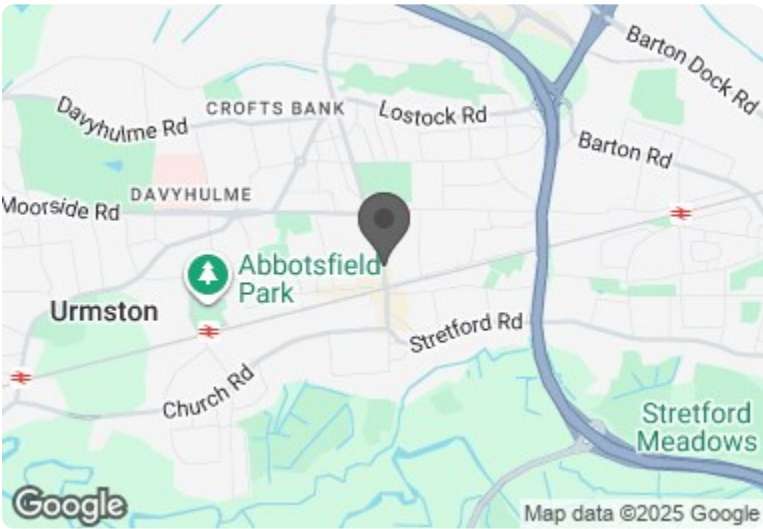 Barton Dock Rd
CROFTS BANK
Lostock Rd
Davyhulme Rd
Barton Rd
DAVYHULME
Moorside Rd
Abbotsfield
Park
Urmston
Stretford Rd
Church Rd
Stretford
Meadows
Google
Map data ©2025 Google